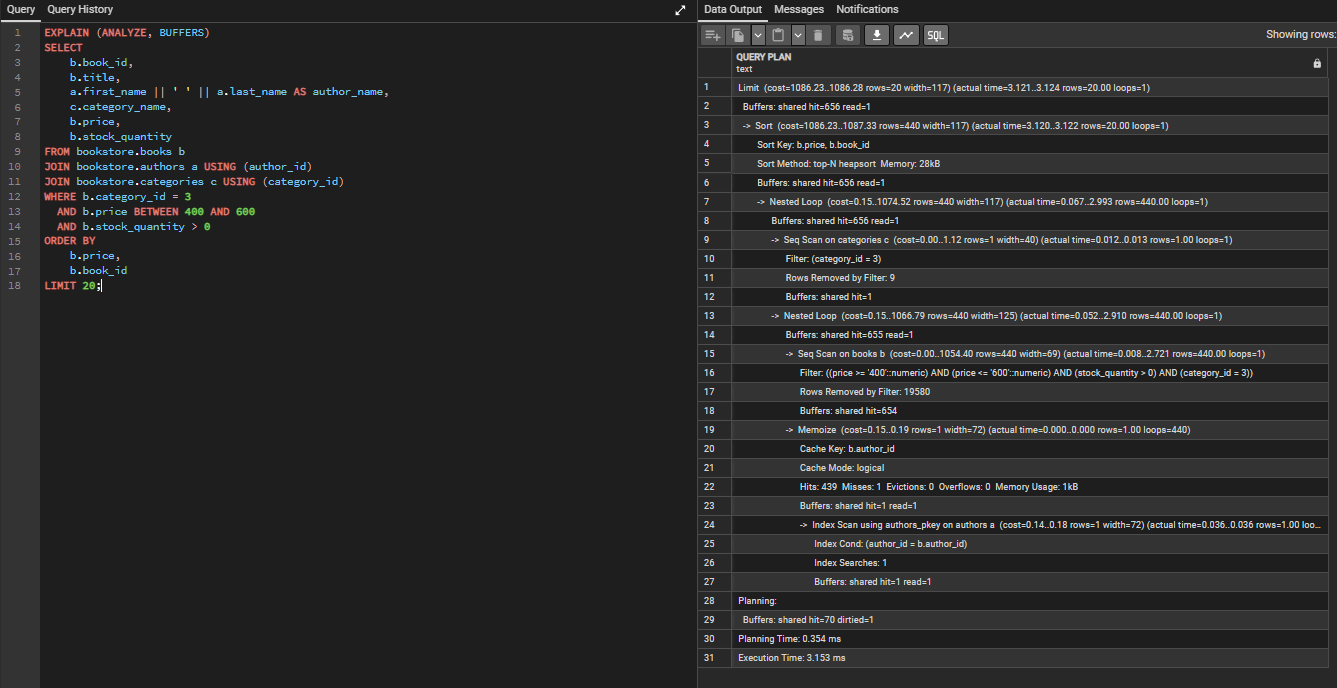 Query Query History
1 EXPLAIN (ANALYZE, BUFFERS)
2 SELECT
3 b.book_id,
4 b.title,
5 a.first_name || ' ' || a.last_name AS author_name,
6 c.category_name,
7 b.price,
8 b.stock_quantity
9 FROM bookstore.books b
10 JOIN bookstore.authors a USING (author_id)
11 JOIN bookstore.categories c USING (category_id)
12 WHERE b.category_id = 3
13 AND b.price BETWEEN 400 AND 600
14 AND b.stock_quantity > 0
15 ORDER BY
16 b.price,
17 b.book_id
18 LIMIT 20;
Data Output Messages Notifications
SQL Showing rows:
QUERY PLAN
text
1 Limit (cost=1086.23..1086.28 rows=20 width=117) (actual time=3.121..3.124 rows=20.00 loops=1)
2 Buffers: shared hit=656 read=1
3 -> Sort (cost=1086.23..1087.33 rows=440 width=117) (actual time=3.120..3.122 rows=20.00 loops=1)
4 Sort Key: b.price, b.book_id
5 Sort Method: top-N heapsort Memory: 28kB
6 Buffers: shared hit=656 read=1
7 -> Nested Loop (cost=0.15..1074.52 rows=440 width=117) (actual time=0.067..2.993 rows=440.00 loops=1)
8 Buffers: shared hit=656 read=1
9 -> Seq Scan on categories c (cost=0.00..1.12 rows=1 width=40) (actual time=0.012..0.013 rows=1.00 loops=1)
10 Filter: (category_id = 3)
11 Rows Removed by Filter: 9
12 Buffers: shared hit=1
13 -> Nested Loop (cost=0.15..1066.79 rows=440 width=125) (actual time=0.052..2.910 rows=440.00 loops=1)
14 Buffers: shared hit=655 read=1
15 -> Seq Scan on books b (cost=0.00..1054.40 rows=440 width=69) (actual time=0.008..2.721 rows=440.00 loops=1)
16 Filter: ((price >= '400'::numeric) AND (price <= '600'::numeric) AND (stock_quantity > 0) AND (category_id = 3))
17 Rows Removed by Filter: 19580
18 Buffers: shared hit=654
19 -> Memoize (cost=0.15..0.19 rows=1 width=72) (actual time=0.000..0.000 rows=1.00 loops=440)
20 Cache Key: b.author_id
21 Cache Mode: logical
22 Hits: 439 Misses: 1 Evictions: 0 Overflows: 0 Memory Usage: 1kB
23 Buffers: shared hit=1 read=1
24 -> Index Scan using authors_pkey on authors a (cost=0.14..0.18 rows=1 width=72) (actual time=0.036..0.036 rows=1.00 loo...
25 Index Cond: (author_id = b.author_id)
26 Index Searches: 1
27 Buffers: shared hit=1 read=1
28 Planning:
29 Buffers: shared hit=70 dirtied=1
30 Planning Time: 0.354 ms
31 Execution Time: 3.153 ms